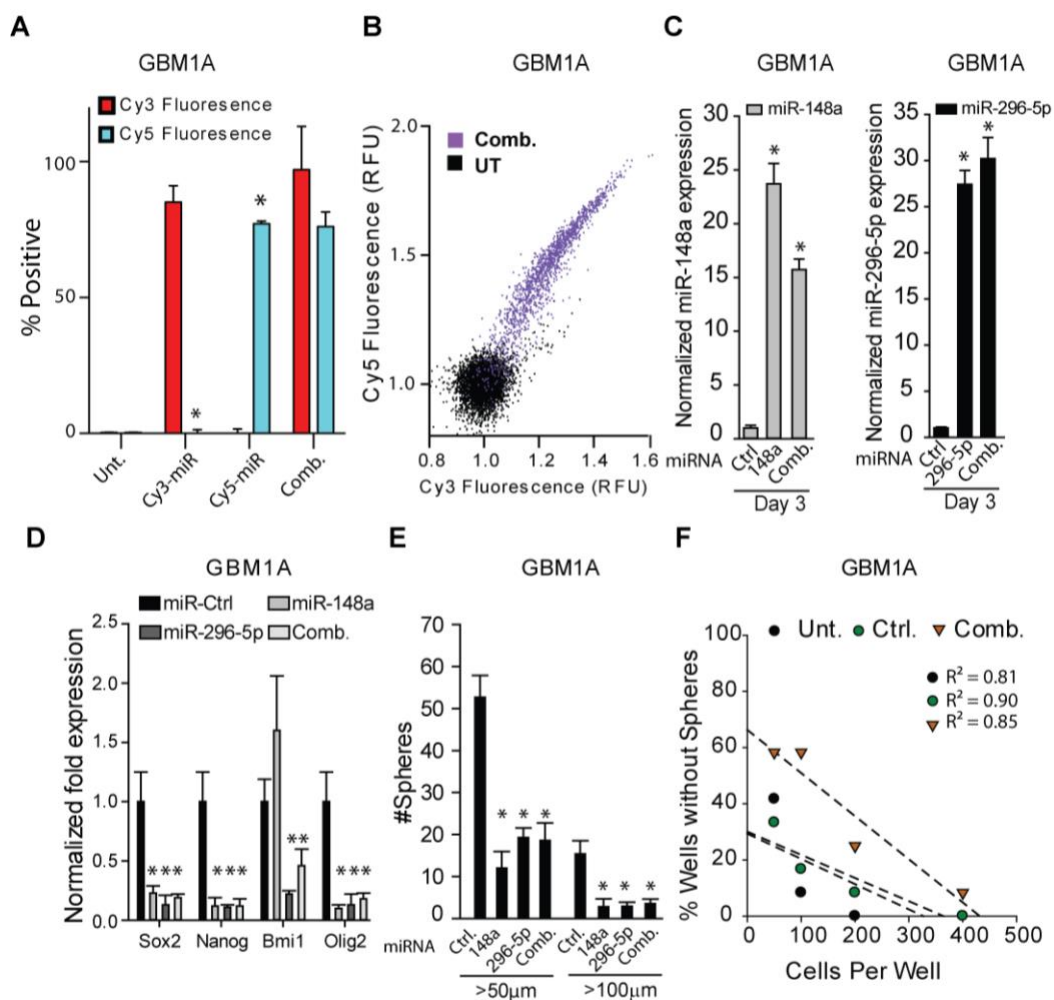 A
GBM1A
Cy3 Fluoresence
Cy5 Fluoresence
% Positive
100
50
0
*
*
Unt.
Cy3-miR
Cy5-miR
Comb.
B
GBM1A
Comb.
UT
Cy5 Fluoresence (RFU)
2.0
1.5
1.0
0.8 1.0 1.2 1.4 1.6
Cy3 Fluoresence (RFU)
C
GBM1A
miR-148a
Normalized miR-148a expression
30
25
20
15
10
5
0
*
*
miRNA
Ctrl
148a
Comb.
Day 3
GBM1A
miR-296-5p
Normalized miR-296-5p expression
35
30
25
20
15
10
5
0
*
*
miRNA
Ctrl
296-5p
Comb.
Day 3
D
GBM1A
miR-Ctrl miR-148a
miR-296-5p Comb.
Normalized fold expression
2.5
2.0
1.5
1.0
0.5
0.0
*** *** ** ***
Sox2 Nanog Bmi1 Olig2
E
GBM1A
#Spheres
70
60
50
40
30
20
10
0
* * *
* * *
miRNA
Ctrl.
148a
296-5p
Comb.
Ctrl.
148a
296-5p
Comb.
>50μm >100μm
F
GBM1A
Unt. Ctrl. Comb.
R² = 0.81
R² = 0.90
R² = 0.85
% Wells without Spheres
100
80
60
40
20
0
0 100 200 300 400 500
Cells Per Well